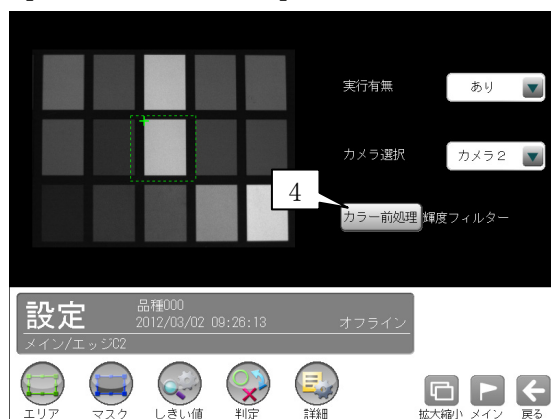 実行有無 あり
カメラ選択 カメラ2
4
カラー前処理 輝度フィルター
設定 品種000
2012/03/02 09:26:13 オフライン
メイン/エッジC2
エリア マスク しきい値 判定 詳細 拡大縮小 メイン 戻る